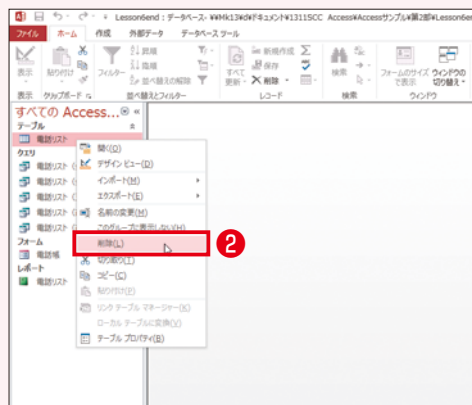 Lesson6end : データベース- ¥¥Mk13¥d¥ドキュメント¥1311SCC Access¥Accessサンプル¥第2部¥Lesson6en
ファイル ホーム 作成 外部データ データベース ツール
表示 貼り付け フィルター 昇順 降順 並べ替えの解除 すべて更新 新規作成 保存 削除 検索 フォームのサイズで表示 ウィンドウの切り替え
表示 クリップボード 並べ替えとフィルター レコード 検索 ウィンドウ
すべての Access...
テーブル
電話リスト
クエリ
電話リスト
電話リスト
電話リスト
電話リスト
電話リスト
フォーム
電話帳
レポート
電話リスト
開く(O)
デザイン ビュー(D)
インポート(M)
エクスポート(E)
名前の変更(M)
このグループに表示しない(H)
削除(L)
切り取り(T)
コピー(C)
貼り付け(P)
リンク テーブル マネージャー(K)
ローカル テーブルに変換(V)
テーブル プロパティ(B)
2